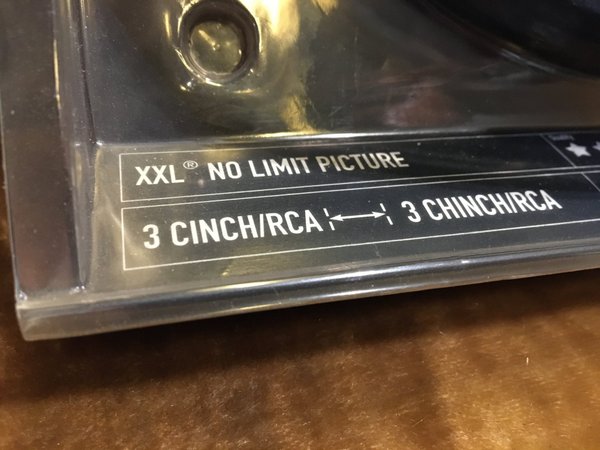 XXL® NO LIMIT PICTURE
3 CINCH/RCA 3 CHINCH/RCA